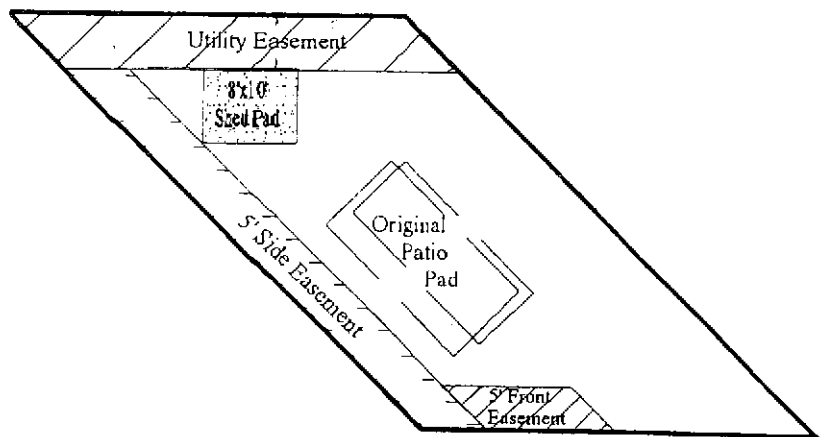 Utility Easement
8'x10'
Shed Pad
Original
Patio
Pad
5' Side Easement
5' Front
Easement